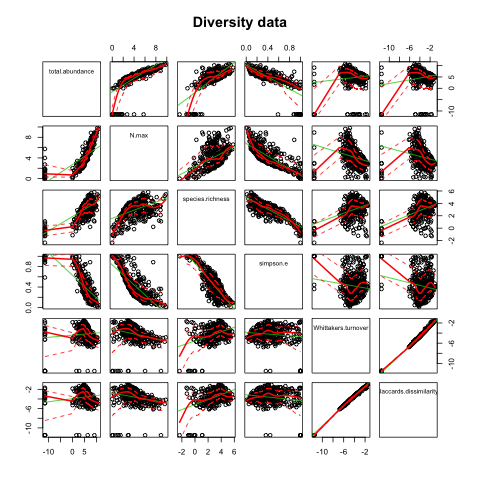 Diversity data
0 4 8
0.0 0.4 0.8
-10 -6 -2
total.abundance
-10 0 5 10
N.max
0 4 8
species.richness
-2 0 2 4 6
simpson.e
0.0 0.4 0.8
Whittakers.turnover
-10 -6 -2
Jaccards.dissimilarity
-10 -6 -2
-10 0 5
-2 0 2 4 6
-10 -6 -2